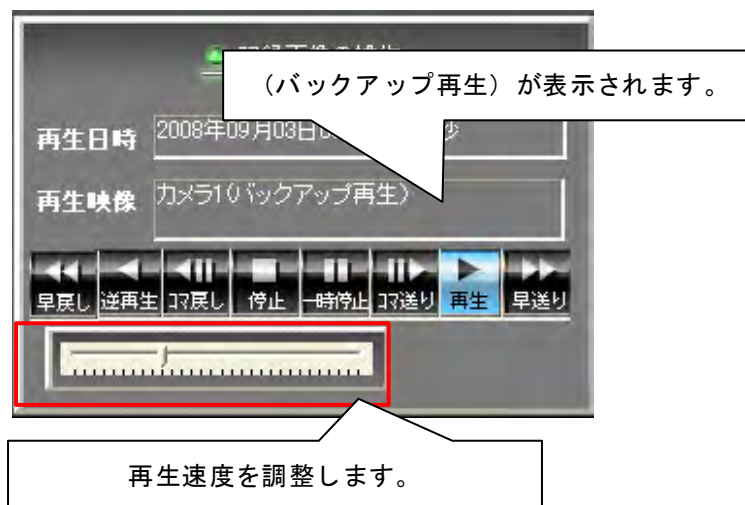 （バックアップ再生）が表示されます。
再生日時 2008年09月03日
再生映像 カメラ1(バックアップ再生)
早戻し 逆再生 コマ戻し 停止 一時停止 コマ送り 再生 早送り
再生速度を調整します。